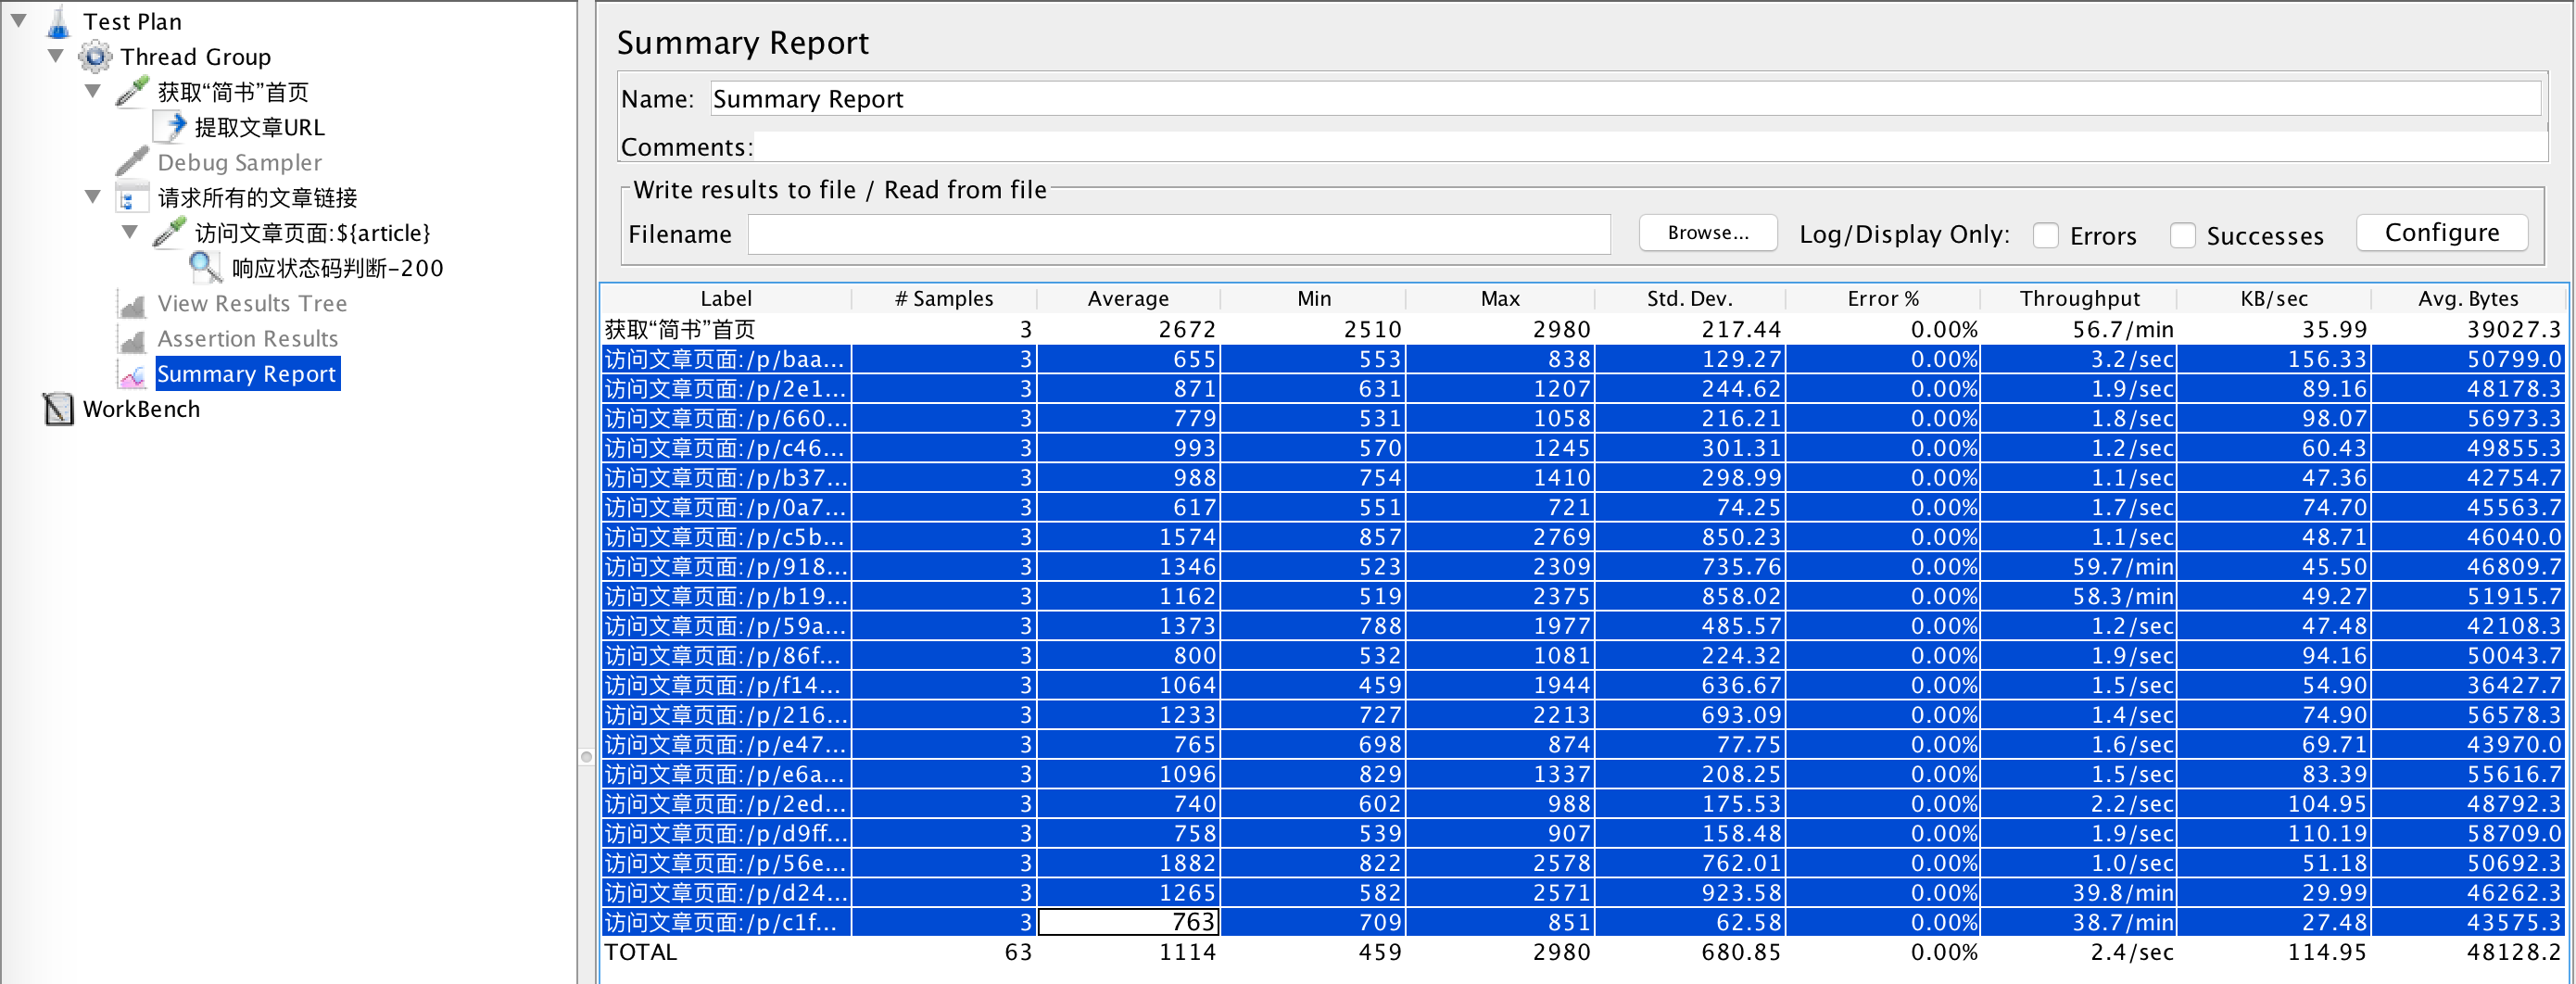 Test Plan
Thread Group
获取“简书”首页
提取文章URL
Debug Sampler
请求所有的文章链接
访问文章页面:${article}
响应状态码判断-200
View Results Tree
Assertion Results
Summary Report
WorkBench
Summary Report
Name: Summary Report
Comments:
Write results to file / Read from file
Filename Browse... Log/Display Only: Errors Successes Configure
Label # Samples Average Min Max Std. Dev. Error % Throughput KB/sec Avg. Bytes
获取“简书”首页 3 2672 2510 2980 217.44 0.00% 56.7/min 35.99 39027.3
访问文章页面:/p/baa... 3 655 553 838 129.27 0.00% 3.2/sec 156.33 50799.0
访问文章页面:/p/2e1... 3 871 631 1207 244.62 0.00% 1.9/sec 89.16 48178.3
访问文章页面:/p/660... 3 779 531 1058 216.21 0.00% 1.8/sec 98.07 56973.3
访问文章页面:/p/c46... 3 993 570 1245 301.31 0.00% 1.2/sec 60.43 49855.3
访问文章页面:/p/b37... 3 988 754 1410 298.99 0.00% 1.1/sec 47.36 42754.7
访问文章页面:/p/0a7... 3 617 551 721 74.25 0.00% 1.7/sec 74.70 45563.7
访问文章页面:/p/c5b... 3 1574 857 2769 850.23 0.00% 1.1/sec 48.71 46040.0
访问文章页面:/p/918... 3 1346 523 2309 735.76 0.00% 59.7/min 45.50 46809.7
访问文章页面:/p/b19... 3 1162 519 2375 858.02 0.00% 58.3/min 49.27 51915.7
访问文章页面:/p/59a... 3 1373 788 1977 485.57 0.00% 1.2/sec 47.48 42108.3
访问文章页面:/p/86f... 3 800 532 1081 224.32 0.00% 1.9/sec 94.16 50043.7
访问文章页面:/p/f14... 3 1064 459 1944 636.67 0.00% 1.5/sec 54.90 36427.7
访问文章页面:/p/216... 3 1233 727 2213 693.09 0.00% 1.4/sec 74.90 56578.3
访问文章页面:/p/e47... 3 765 698 874 77.75 0.00% 1.6/sec 69.71 43970.0
访问文章页面:/p/e6a... 3 1096 829 1337 208.25 0.00% 1.5/sec 83.39 55616.7
访问文章页面:/p/2ed... 3 740 602 988 175.53 0.00% 2.2/sec 104.95 48792.3
访问文章页面:/p/d9ff... 3 758 539 907 158.48 0.00% 1.9/sec 110.19 58709.0
访问文章页面:/p/56e... 3 1882 822 2578 762.01 0.00% 1.0/sec 51.18 50692.3
访问文章页面:/p/d24... 3 1265 582 2571 923.58 0.00% 39.8/min 29.99 46262.3
访问文章页面:/p/c1f... 3 763 709 851 62.58 0.00% 38.7/min 27.48 43575.3
TOTAL 63 1114 459 2980 680.85 0.00% 2.4/sec 114.95 48128.2